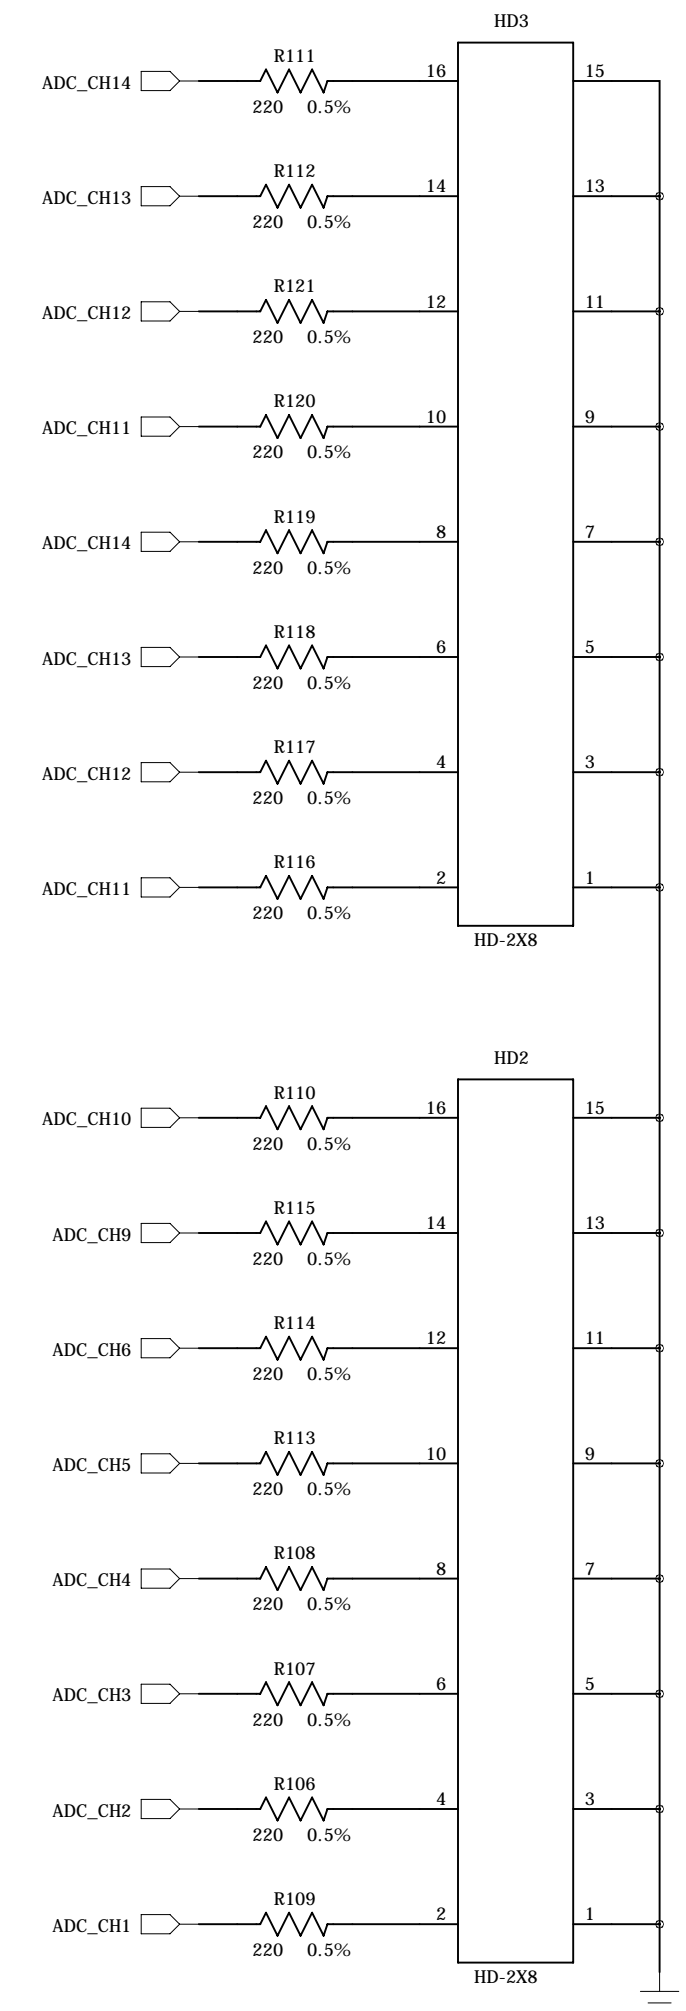 HD3
R111
ADC_CH14 16 15
220 0.5%
R112
ADC_CH13 14 13
220 0.5%
R121
ADC_CH12 12 11
220 0.5%
R120
ADC_CH11 10 9
220 0.5%
R119
ADC_CH14 8 7
220 0.5%
R118
ADC_CH13 6 5
220 0.5%
R117
ADC_CH12 4 3
220 0.5%
R116
ADC_CH11 2 1
220 0.5%
HD-2X8
HD2
R110
ADC_CH10 16 15
220 0.5%
R115
ADC_CH9 14 13
220 0.5%
R114
ADC_CH6 12 11
220 0.5%
R113
ADC_CH5 10 9
220 0.5%
R108
ADC_CH4 8 7
220 0.5%
R107
ADC_CH3 6 5
220 0.5%
R106
ADC_CH2 4 3
220 0.5%
R109
ADC_CH1 2 1
220 0.5%
HD-2X8